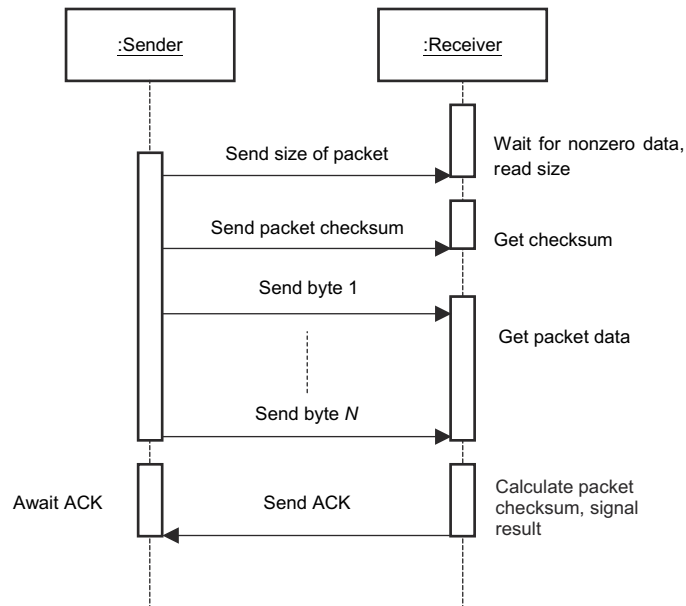 :Sender
:Receiver
Send size of packet
Wait for nonzero data,
read size
Send packet checksum
Get checksum
Send byte 1
Get packet data
Send byte N
Await ACK
Send ACK
Calculate packet
checksum, signal
result